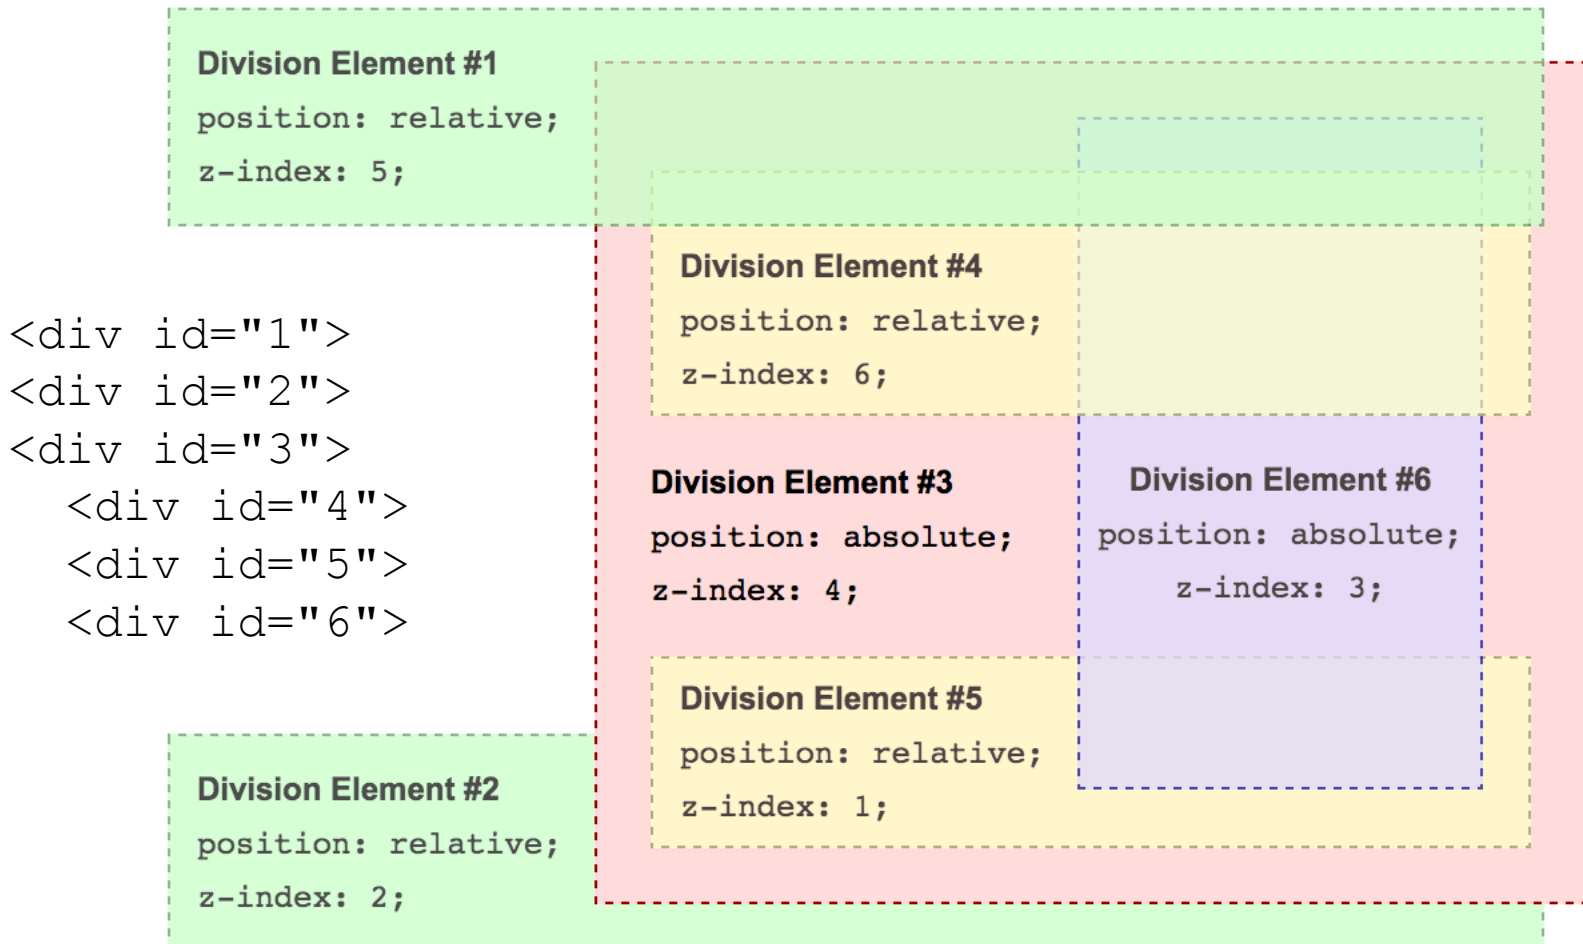 Division Element #1
position: relative;
z-index: 5;
Division Element #4
position: relative;
z-index: 6;
<div id="1">
<div id="2">
<div id="3">
<div id="4">
<div id="5">
<div id="6">
Division Element #3
position: absolute;
z-index: 4;
Division Element #6
position: absolute;
z-index: 3;
Division Element #5
position: relative;
z-index: 1;
Division Element #2
position: relative;
z-index: 2;